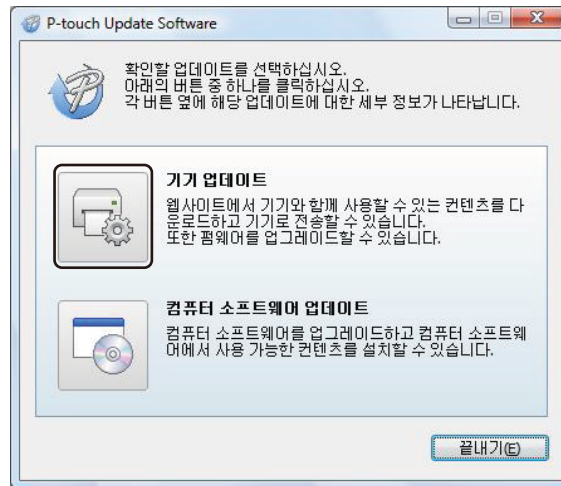 P-touch Update Software
확인할 업데이트를 선택하십시오.
아래의 버튼 중 하나를 클릭하십시오.
각 버튼 옆에 해당 업데이트에 대한 세부 정보가 나타납니다.
기기 업데이트
웹사이트에서 기기와 함께 사용할 수 있는 컨텐츠를 다
운로드하고 기기로 전송할 수 있습니다.
또한 펌웨어를 업그레이드할 수 있습니다.
컴퓨터 소프트웨어 업데이트
컴퓨터 소프트웨어를 업그레이드하고 컴퓨터 소프트웨
어에서 사용 가능한 컨텐츠를 설치할 수 있습니다.
끝내기(E)